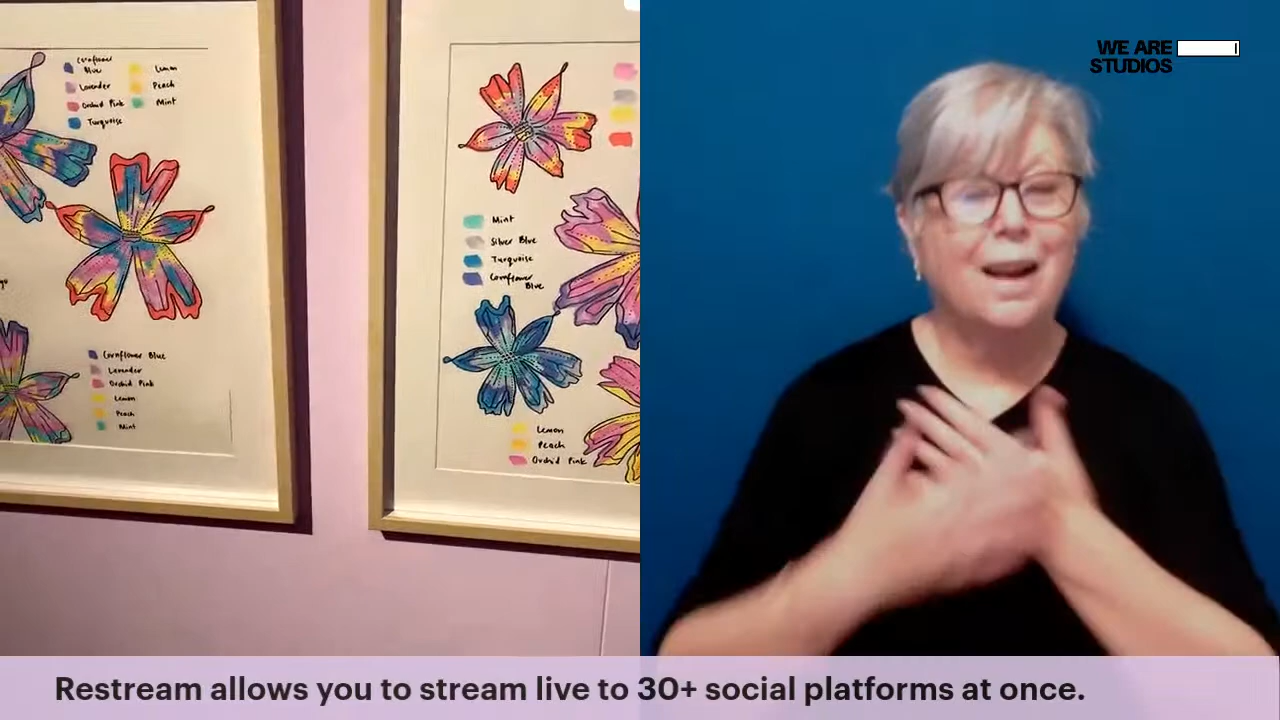 Cornflower
Blue
Lavender
Orchid Pink
Turquoise
Lemon
Peach
Mint
Cornflower Blue
Lavender
Orchid Pink
Lemon
Peach
Mint
Mint
Silver Blue
Turquoise
Cornflower
Blue
Lemon
Peach
Orchid Pink
WE ARE
STUDIOS
Restream allows you to stream live to 30+ social platforms at once.